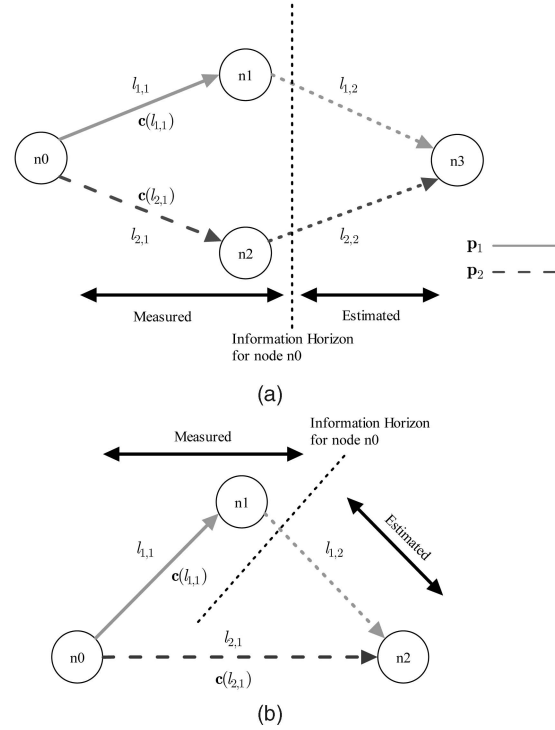 n1
l1,1
l1,2
c(l1,1)
n0
n3
c(l2,1)
l2,1
l2,2
n2
p1
p2
Measured
Estimated
Information Horizon
for node n0
(a)
Information Horizon
for node n0
Measured
n1
Estimated
l1,1
l1,2
c(l1,1)
l2,1
n0
n2
c(l2,1)
(b)